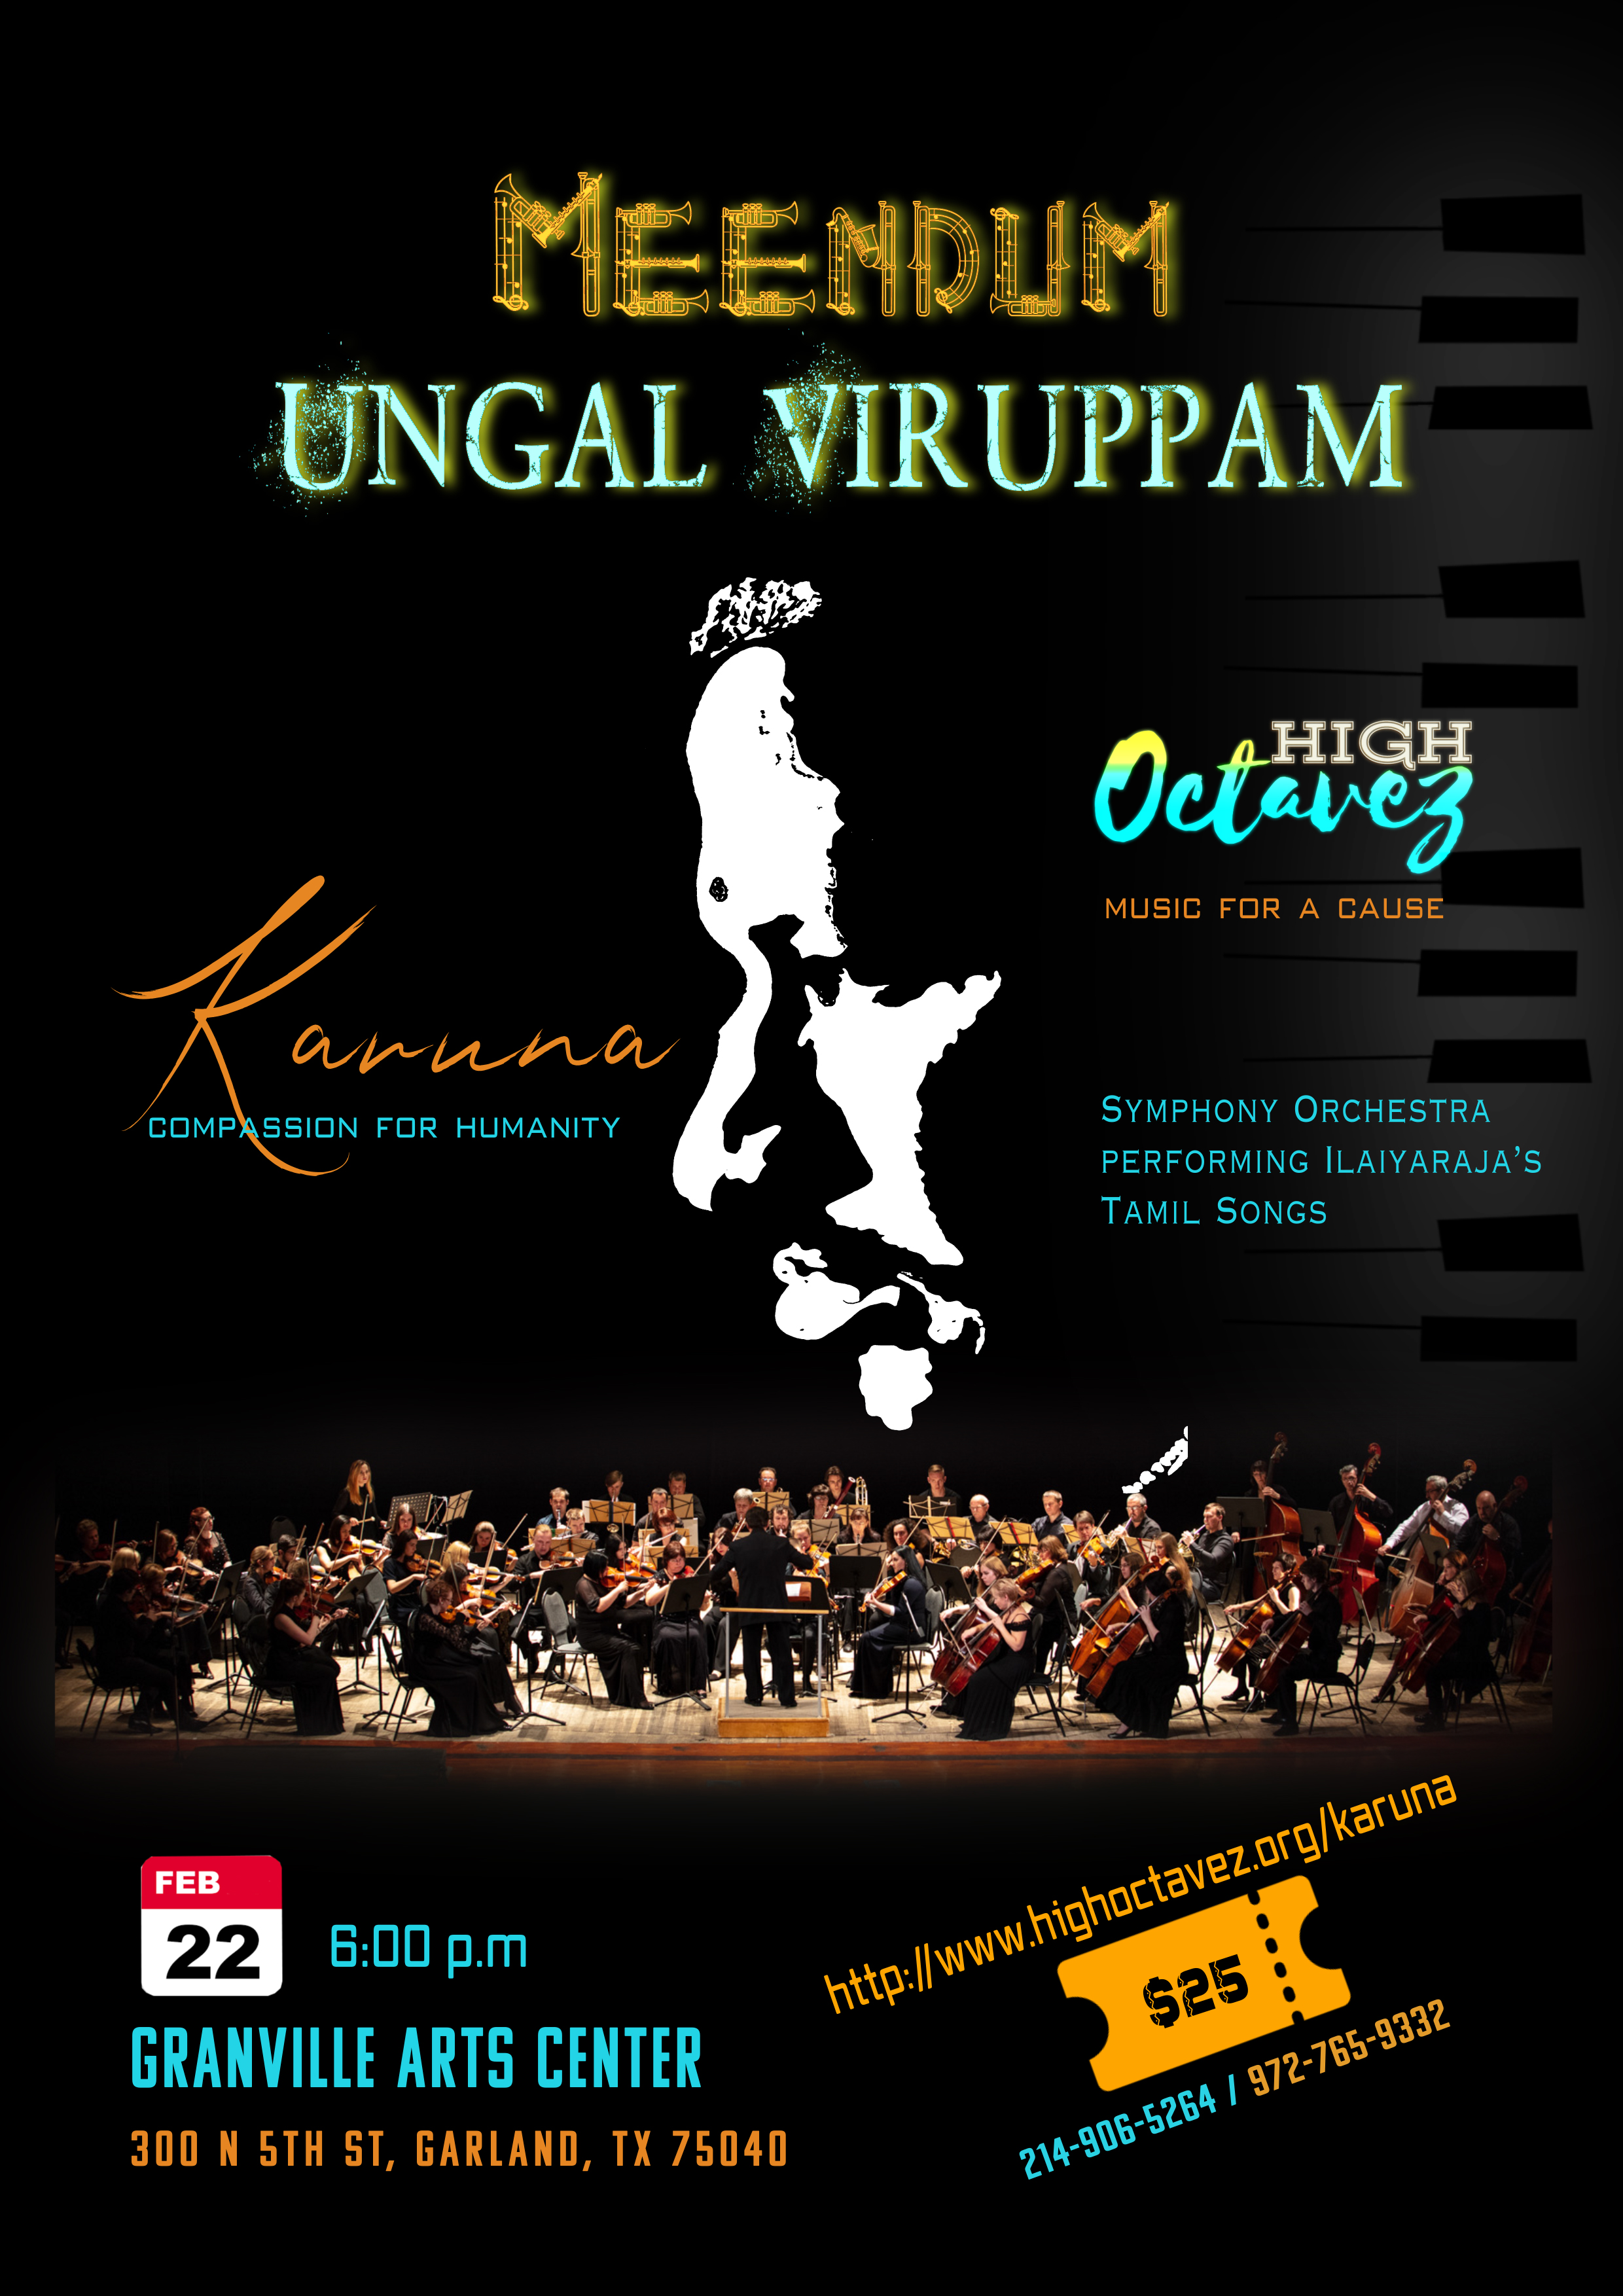 MEENDUM
UNGAL VIRUPPAM
HIGH
Octavez
MUSIC FOR A CAUSE
Karuna
COMPASSION FOR HUMANITY
SYMPHONY ORCHESTRA
PERFORMING ILAIYARAJA'S
TAMIL SONGS
http://www.highoctavez.org/karuna
FEB
22
6:00 p.m
$25
GRANVILLE ARTS CENTER
214-906-5264 / 972-765-9332
300 N 5TH ST, GARLAND, TX 75040